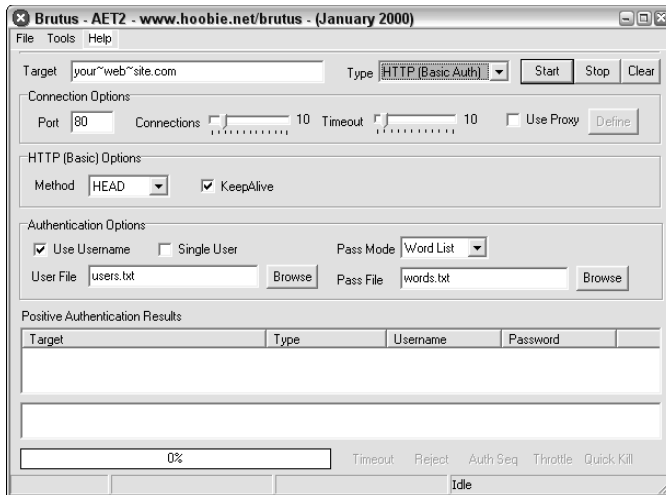 Brutus - AET2 - www.hoobie.net/brutus - (January 2000)
File Tools Help
Target your~web~site.com Type HTTP (Basic Auth) Start Stop Clear
Connection Options
Port 80 Connections 10 Timeout 10 Use Proxy Define
HTTP (Basic) Options
Method HEAD KeepAlive
Authentication Options
Use Username Single User Pass Mode Word List
User File users.txt Browse Pass File words.txt Browse
Positive Authentication Results
Target Type Username Password
0% Timeout Reject Auth Seq Throttle Quick Kill
Idle